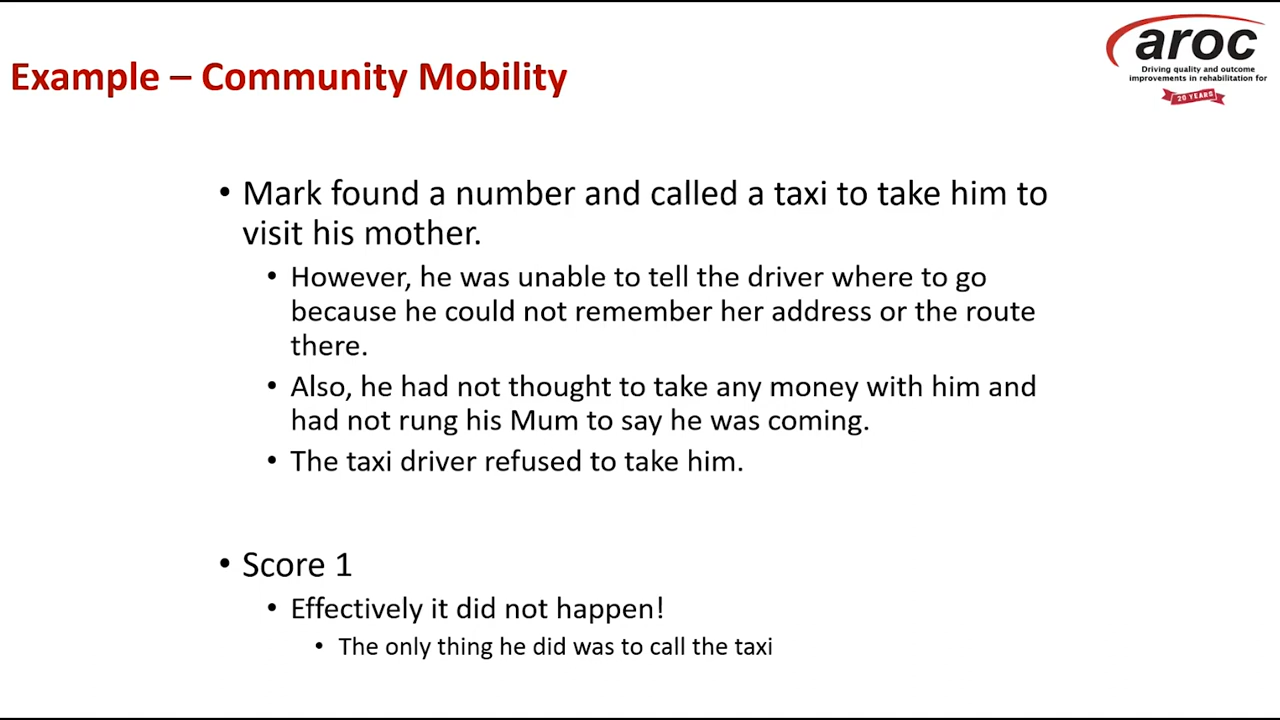 aroc
Driving quality and outcome
improvements in rehabilitation for
20 YEARS
Example – Community Mobility
• Mark found a number and called a taxi to take him to
visit his mother.
• However, he was unable to tell the driver where to go
because he could not remember her address or the route
there.
• Also, he had not thought to take any money with him and
had not rung his Mum to say he was coming.
• The taxi driver refused to take him.
• Score 1
• Effectively it did not happen!
• The only thing he did was to call the taxi